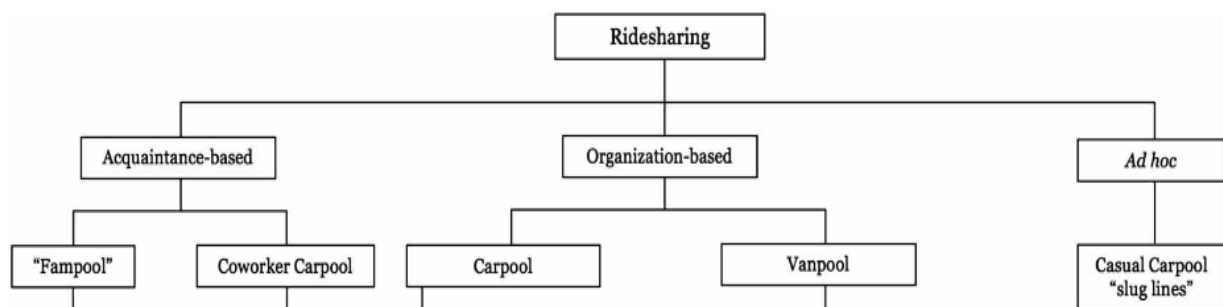 Ridesharing
Acquaintance-based
Organization-based
Ad hoc
“Fampool”
Coworker Carpool
Carpool
Vanpool
Casual Carpool
“slug lines”